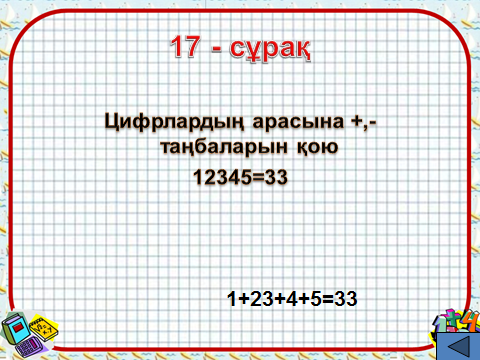 17 - сұрақ
Цифрлардың арасына +,-
таңбаларын қою
12345=33
1+23+4+5=33